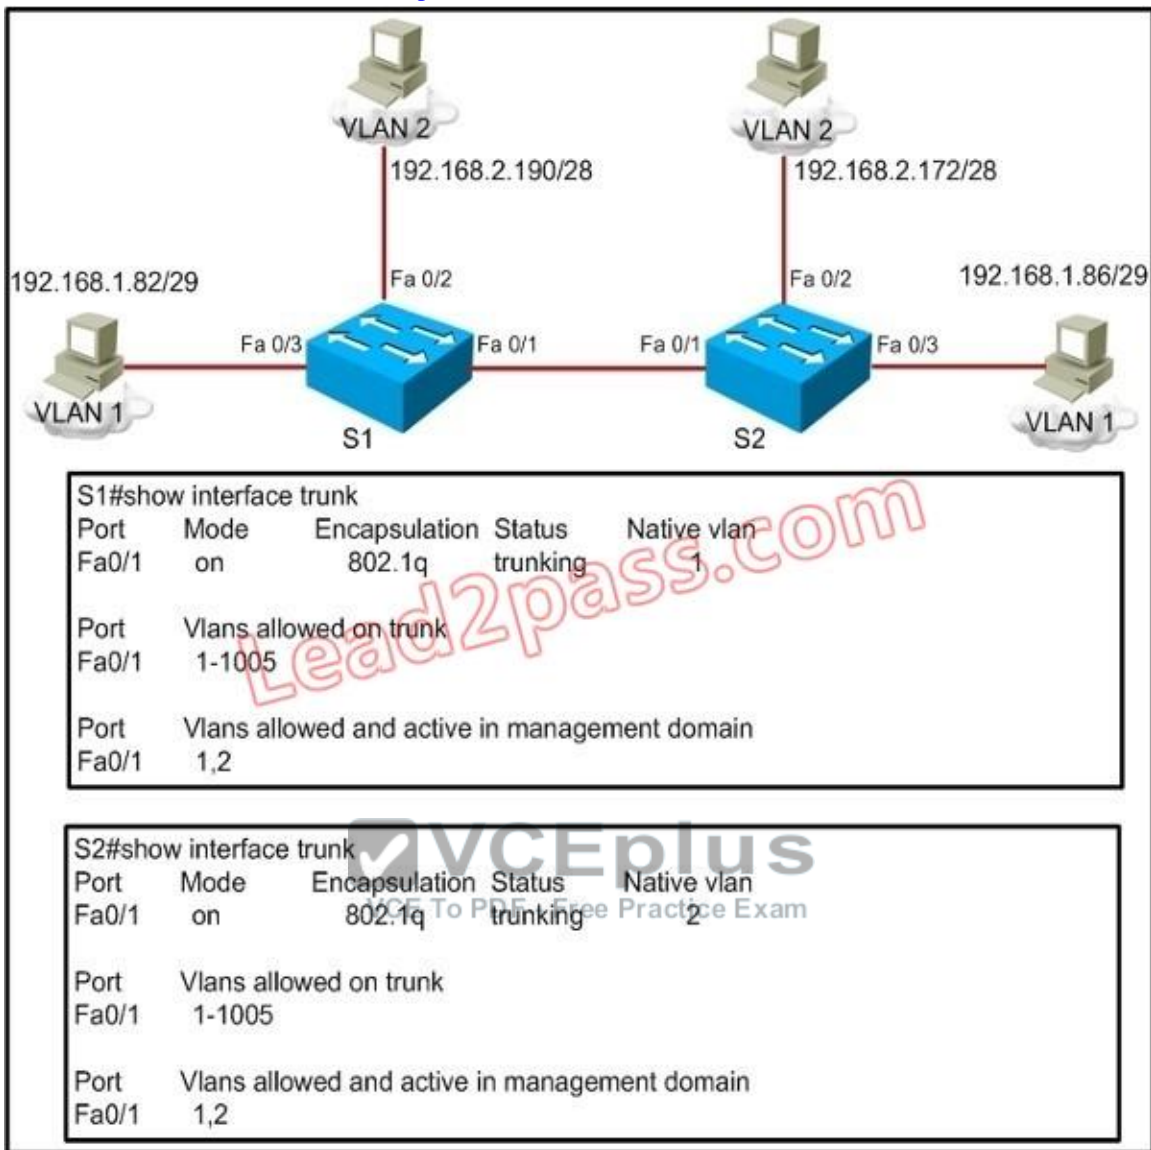 VLAN 2
VLAN 2
192.168.2.190/28
192.168.2.172/28
192.168.1.82/29
Fa 0/2
Fa 0/2
192.168.1.86/29
Fa 0/3
Fa 0/1
Fa 0/1
Fa 0/3
VLAN 1
S1
S2
VLAN 1
S1#show interface trunk
Port Mode Encapsulation Status Native vlan
Fa0/1 on 802.1q trunking 1
Port Vlans allowed on trunk
Fa0/1 1-1005
Port Vlans allowed and active in management domain
Fa0/1 1,2
Lead2pass.com
S2#show interface trunk
VCEplus
Port Mode Encapsulation Status Native vlan
Fa0/1 on 802.1q trunking 2
VCE To PDF - Free Practice Exam
Port Vlans allowed on trunk
Fa0/1 1-1005
Port Vlans allowed and active in management domain
Fa0/1 1,2